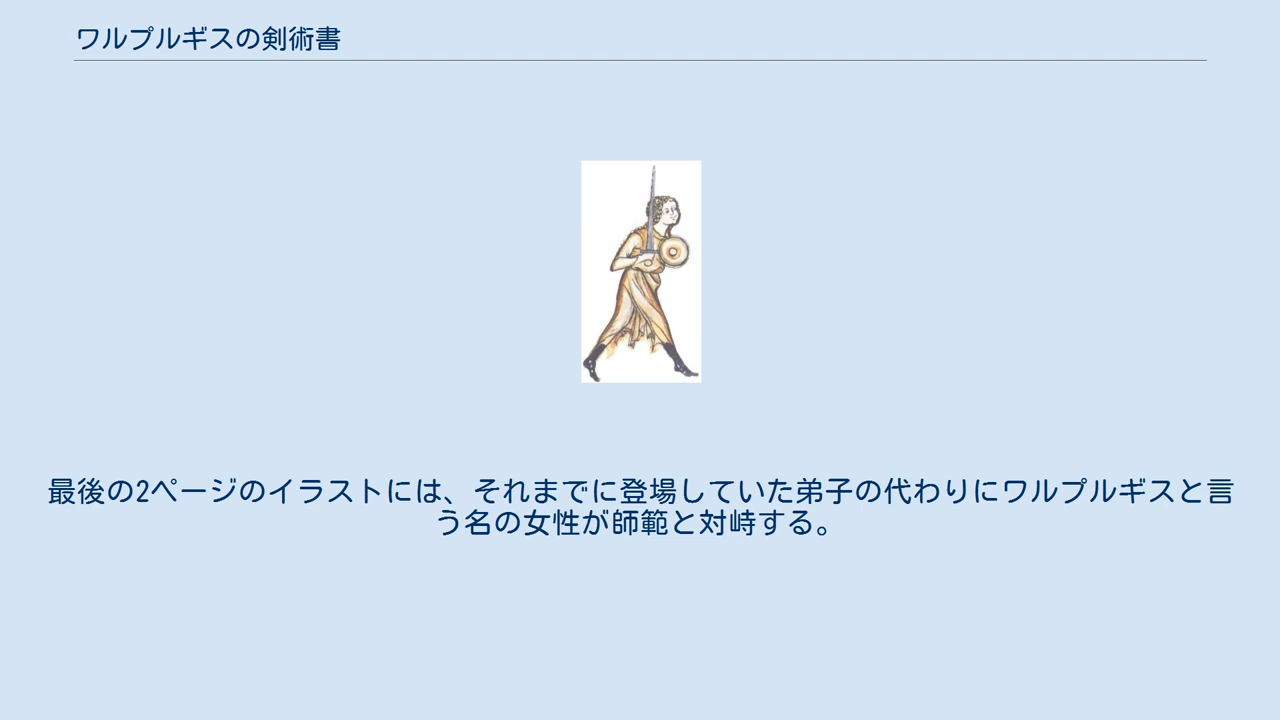 ワルプルギスの剣術書
最後の2ページのイラストには、それまでに登場していた弟子の代わりにワルプルギスと言
う名の女性が師範と対峙する。